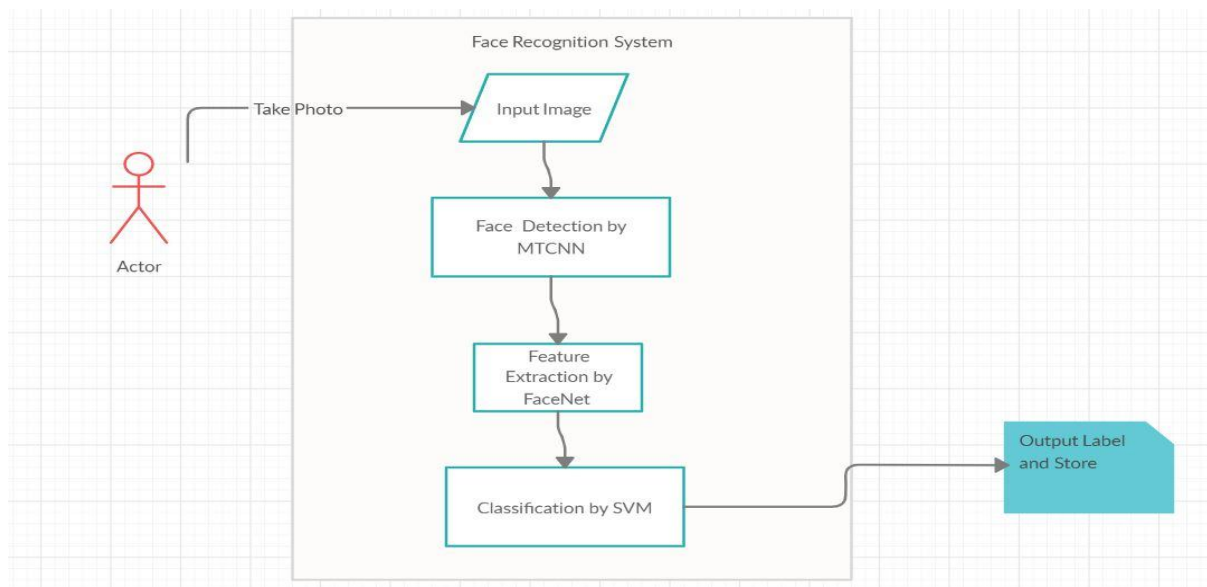 Face Recognition System
Take Photo
Input Image
Face Detection by
MTCNN
Actor
Feature
Extraction by
FaceNet
Output Label
and Store
Classification by SVM